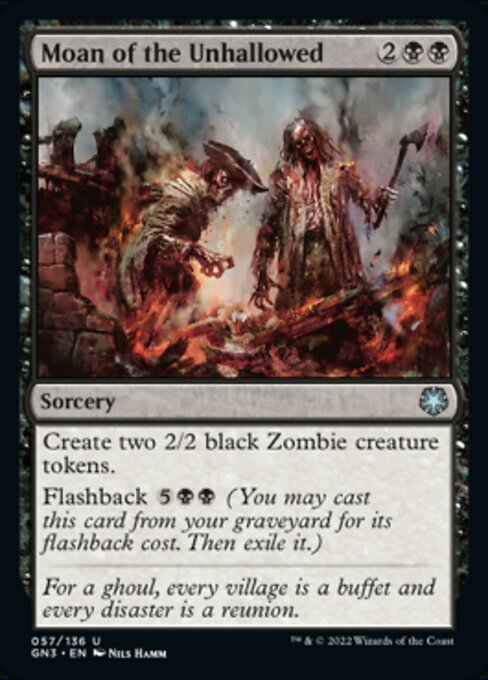 Moan of the Unhallowed 2
Sorcery
Create two 2/2 black Zombie creature
tokens.
Flashback 5 (You may cast
this card from your graveyard for its
flashback cost. Then exile it.)
For a ghoul, every village is a buffet and
every disaster is a reunion.
057/136 U
GN3 • EN Nils Hamm
™ & © 2022 Wizards of the Coast